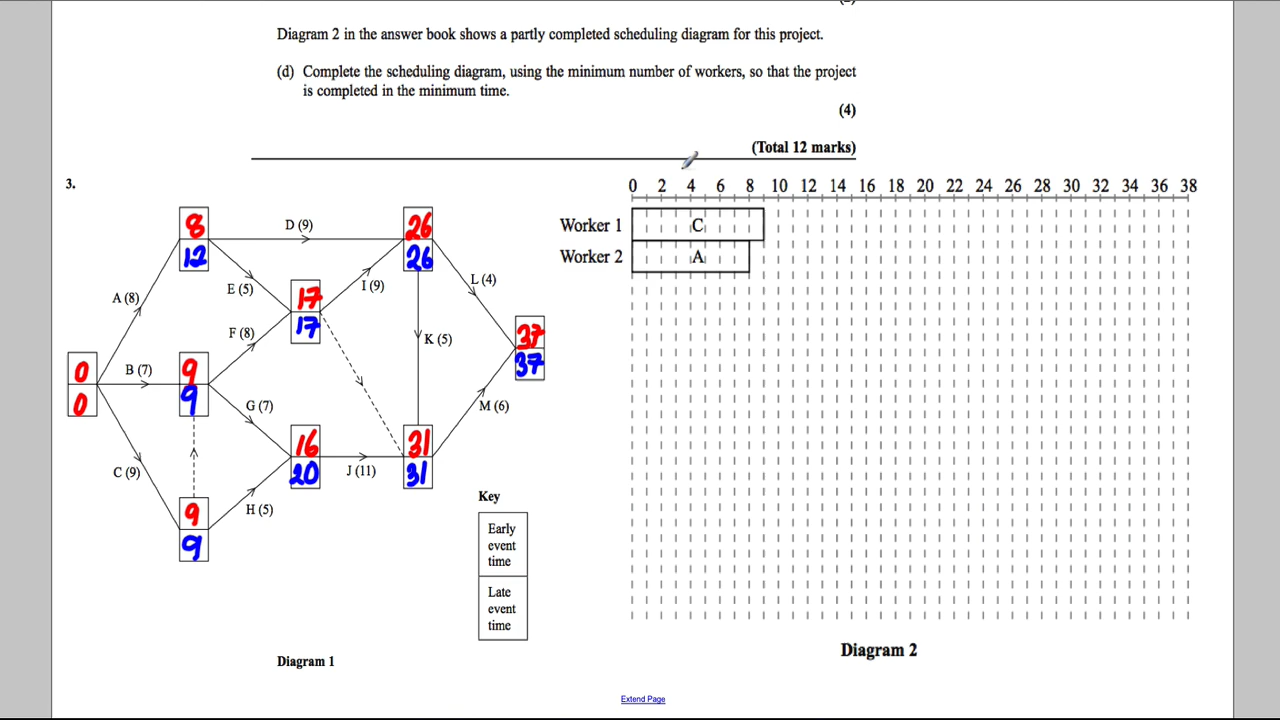 Diagram 2 in the answer book shows a partly completed scheduling diagram for this project.
(d) Complete the scheduling diagram, using the minimum number of workers, so that the project
is completed in the minimum time.
(4)
(Total 12 marks)
3.
0 2 4 6 8 10 12 14 16 18 20 22 24 26 28 30 32 34 36 38
Worker 1 C
Worker 2 A
8
12
D (9)
26
26
A (8)
E (5)
17
17
I (9)
L (4)
F (8)
K (5)
37
37
0
0
B (7)
9
9
G (7)
M (6)
C (9)
16
20
J (11)
31
31
H (5)
9
9
Key
Early
event
time
Late
event
time
Diagram 1
Diagram 2
Extend Page